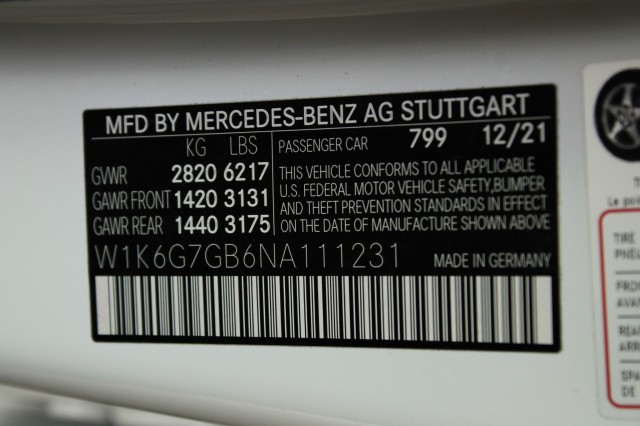 MFD BY MERCEDES-BENZ AG STUTTGART
KG LBS
GVWR 2820 6217
GAWR FRONT 1420 3131
GAWR REAR 1440 3175
PASSENGER CAR 799 12/21
THIS VEHICLE CONFORMS TO ALL APPLICABLE
U.S. FEDERAL MOTOR VEHICLE SAFETY, BUMPER
AND THEFT PREVENTION STANDARDS IN EFFECT
ON THE DATE OF MANUFACTURE SHOWN ABOVE
W1K6G7GB6NA111231 MADE IN GERMANY
Le
TIRE